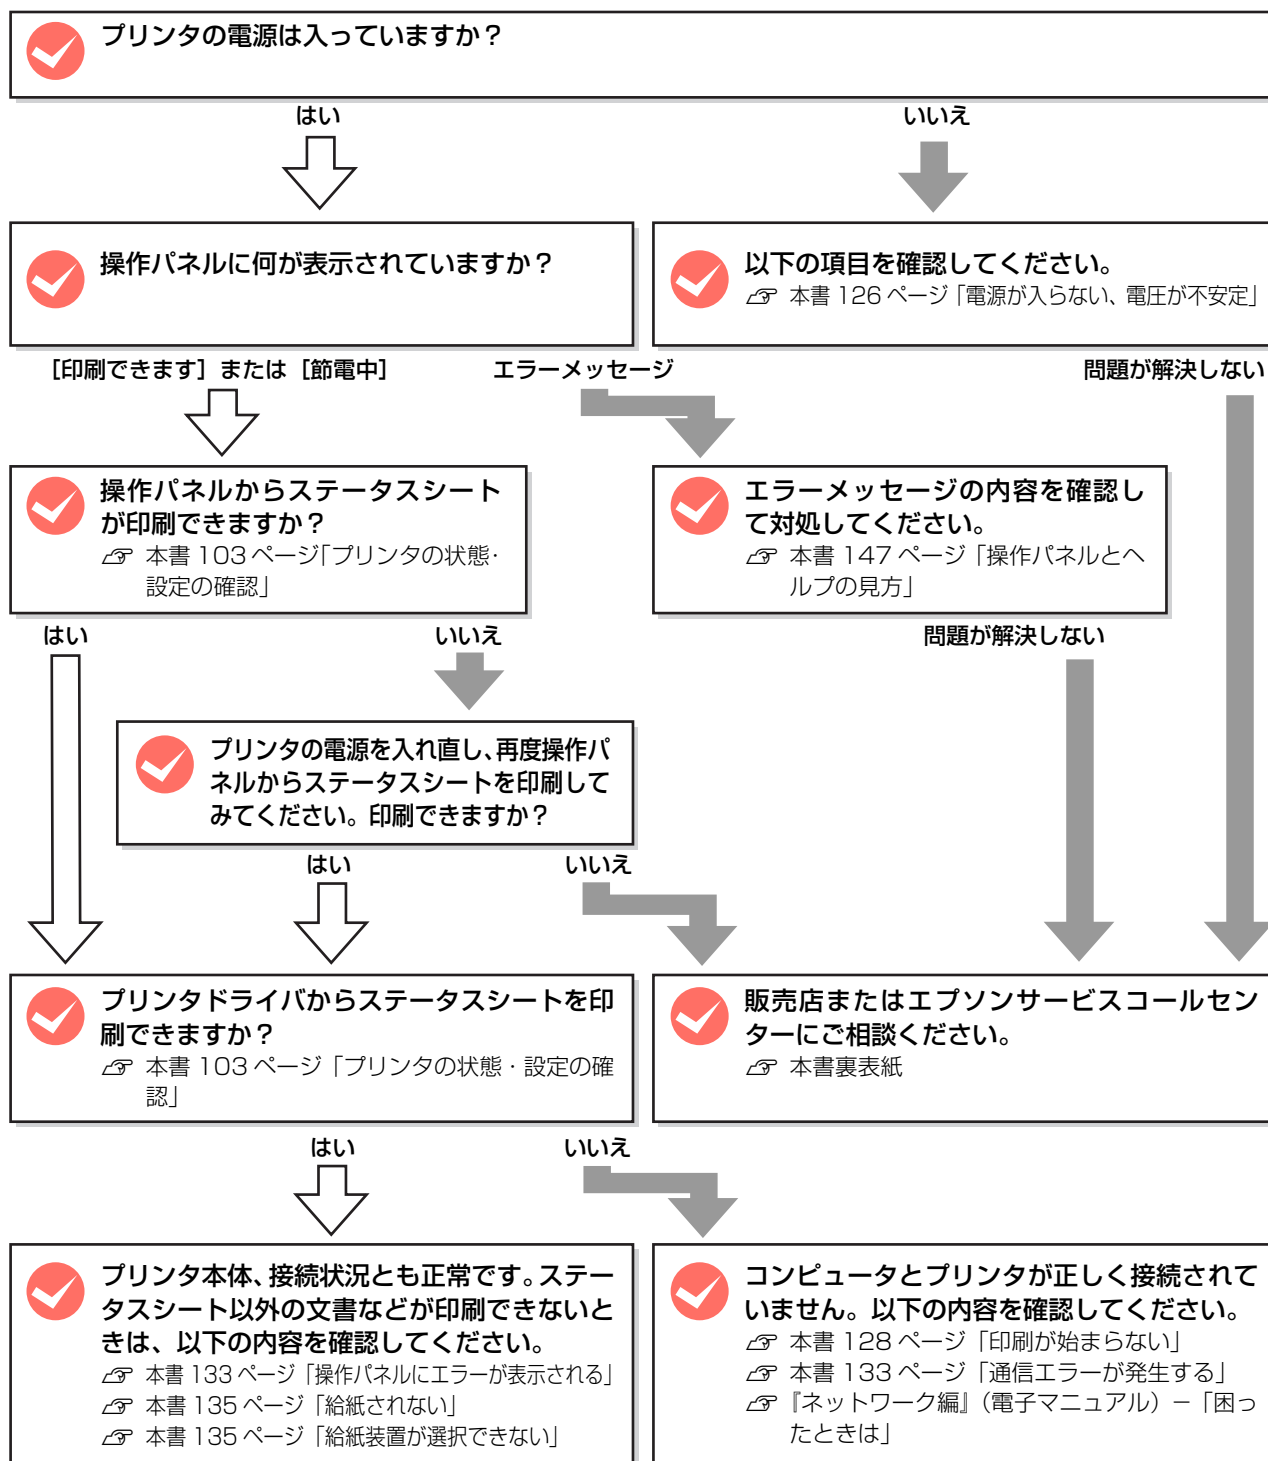 プリンタの電源は入っていますか？
はい
いいえ
操作パネルに何が表示されていますか？
以下の項目を確認してください。
本書 126 ページ「電源が入らない、電圧が不安定」
［印刷できます］または［節電中］
エラーメッセージ
問題が解決しない
操作パネルからステータスシート
が印刷できますか？
本書 103 ページ「プリンタの状態・
設定の確認」
エラーメッセージの内容を確認し
て対処してください。
本書 147 ページ「操作パネルとヘ
ルプの見方」
はい
いいえ
問題が解決しない
プリンタの電源を入れ直し、再度操作パ
ネルからステータスシートを印刷して
みてください。印刷できますか？
はい
いいえ
プリンタドライバからステータスシートを印
刷できますか？
本書 103 ページ「プリンタの状態・設定の確
認」
販売店またはエプソンサービスコールセン
ターにご相談ください。
本書裏表紙
はい
いいえ
プリンタ本体、接続状況とも正常です。ステー
タスシート以外の文書などが印刷できないと
きは、以下の内容を確認してください。
本書 133 ページ「操作パネルにエラーが表示される」
本書 135 ページ「給紙されない」
本書 135 ページ「給紙装置が選択できない」
コンピュータとプリンタが正しく接続されて
いません。以下の内容を確認してください。
本書 128 ページ「印刷が始まらない」
本書 133 ページ「通信エラーが発生する」
『ネットワーク編』（電子マニュアル）－「困っ
たときは」